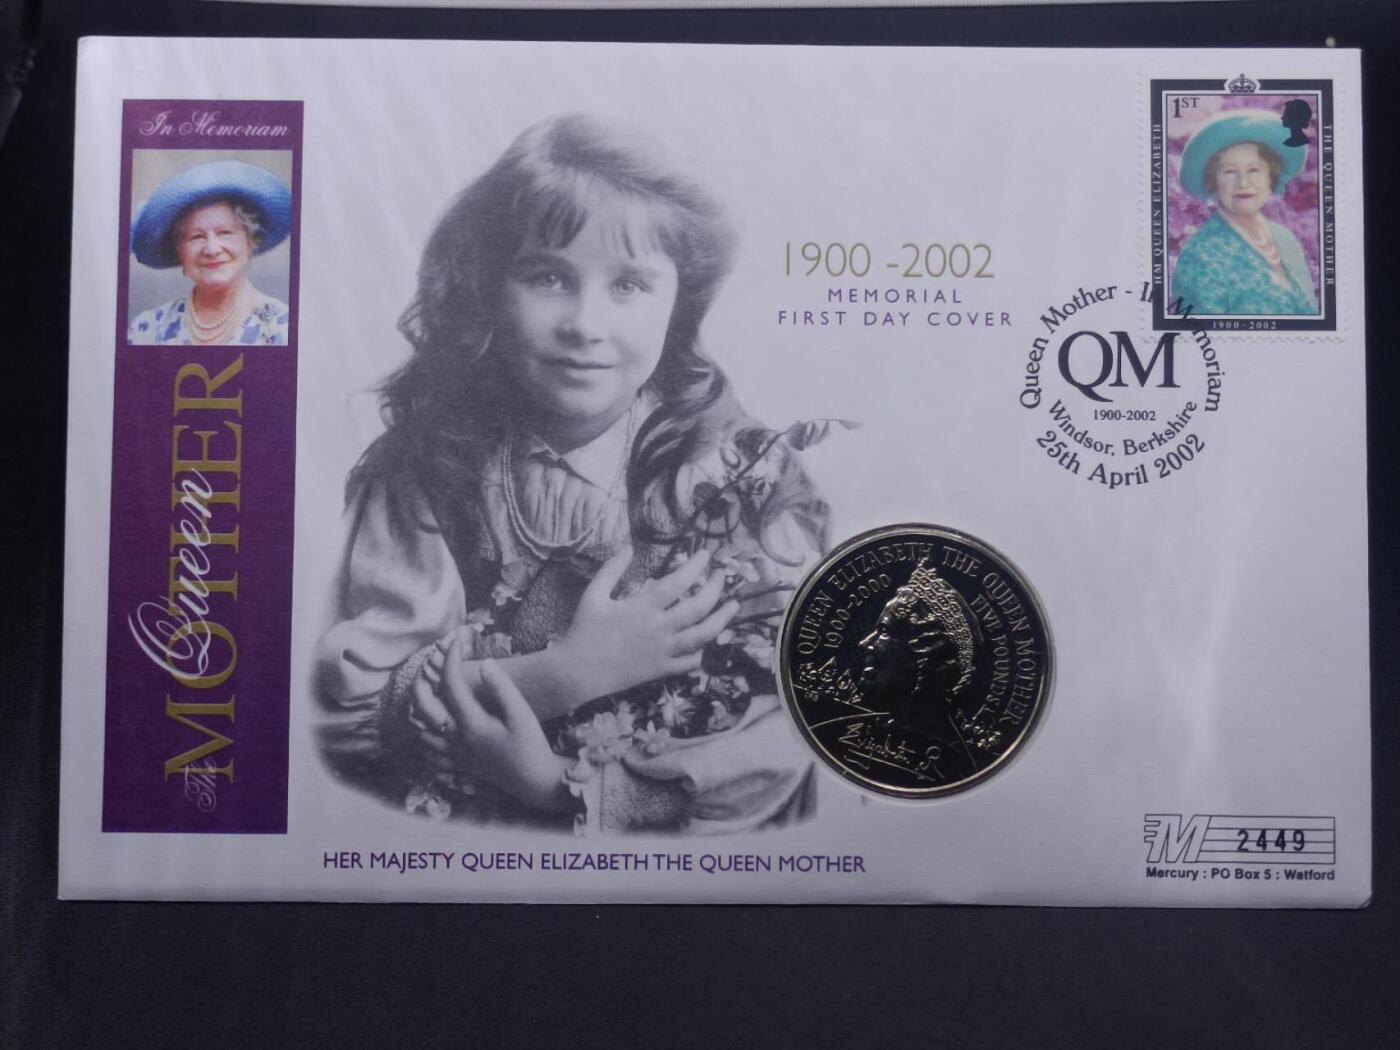 In Memoriam
The Queen MOTHER
1900 -2002
MEMORIAL
FIRST DAY COVER
1ST
HM QUEEN ELIZABETH
THE QUEEN MOTHER
1900-2002
Queen Mother - In Memoriam
QM
1900-2002
Windsor, Berkshire
25th April 2002
QUEEN ELIZABETH THE QUEEN MOTHER
1900-2000
FIVE POUNDS
Elizabeth R
HER MAJESTY QUEEN ELIZABETH THE QUEEN MOTHER
M 2449
Mercury : PO Box 5 : Watford